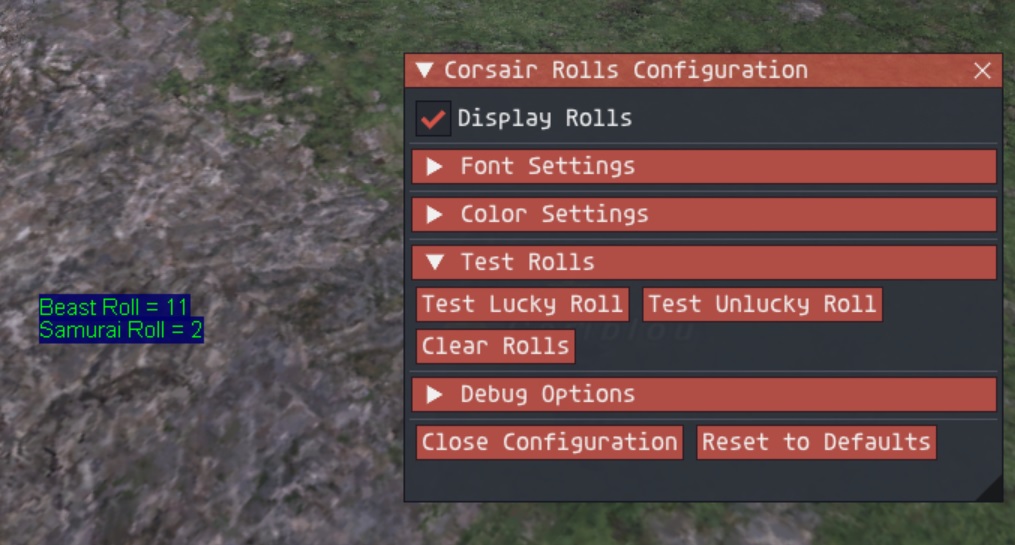 Corsair Rolls Configuration
Display Rolls
Font Settings
Color Settings
Test Rolls
Beast Roll = 11
Samurai Roll = 2
Test Lucky Roll Test Unlucky Roll
Clear Rolls
Debug Options
Close Configuration Reset to Defaults